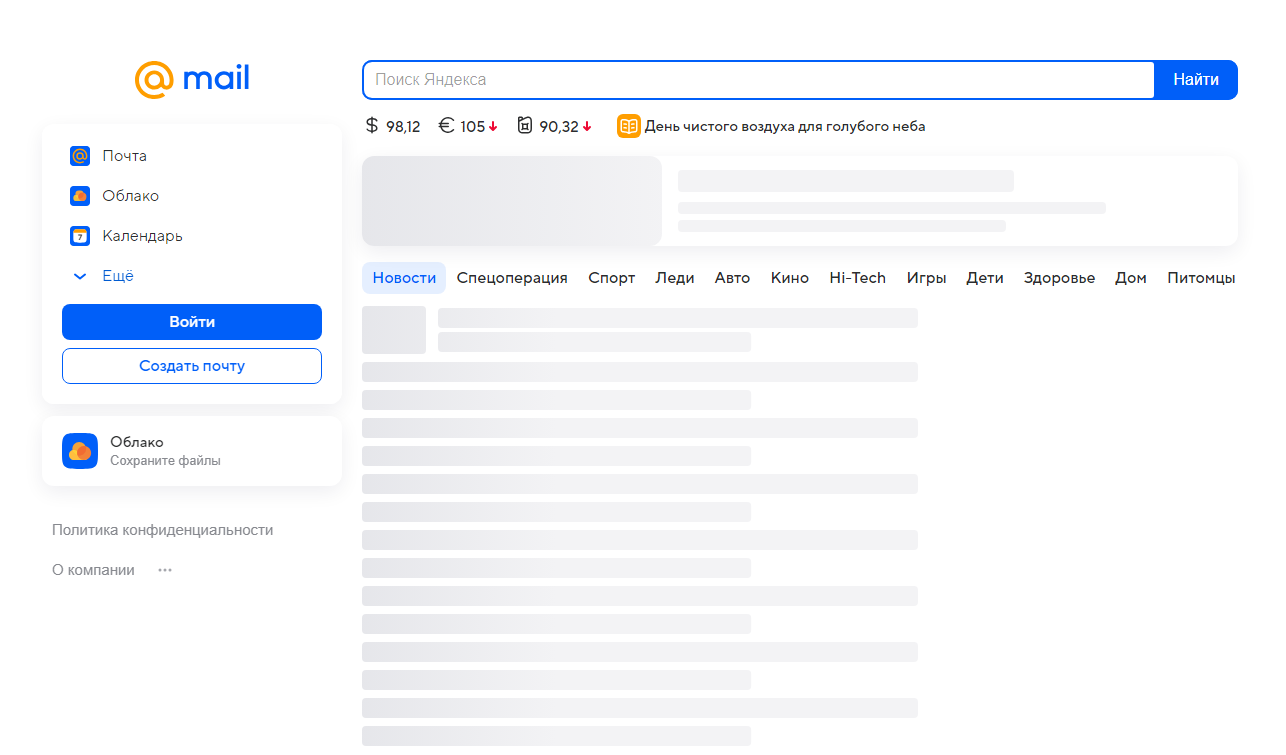 mail
Поиск Яндекса
Найти
$ 98,12 € 105 90,32 День чистого воздуха для голубого неба
Почта
Облако
7 Календарь
Ещё
Войти
Создать почту
Облако
Сохраните файлы
Политика конфиденциальности
О компании
Новости Спецоперация Спорт Леди Авто Кино Hi-Tech Игры Дети Здоровье Дом Питомцы